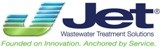 Jet®
Wastewater Treatment Solutions
Founded on Innovation. Anchored by Service.